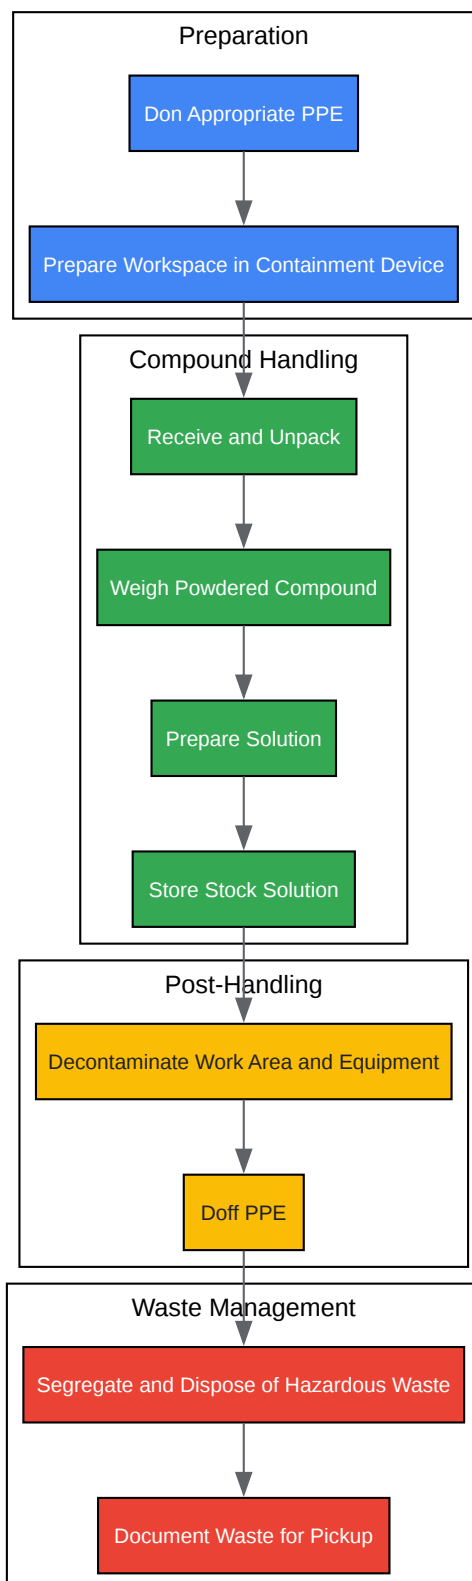 Preparation
Don Appropriate PPE
Prepare Workspace in Containment Device
Compound Handling
Receive and Unpack
Weigh Powdered Compound
Prepare Solution
Store Stock Solution
Post-Handling
Decontaminate Work Area and Equipment
Doff PPE
Waste Management
Segregate and Dispose of Hazardous Waste
Document Waste for Pickup